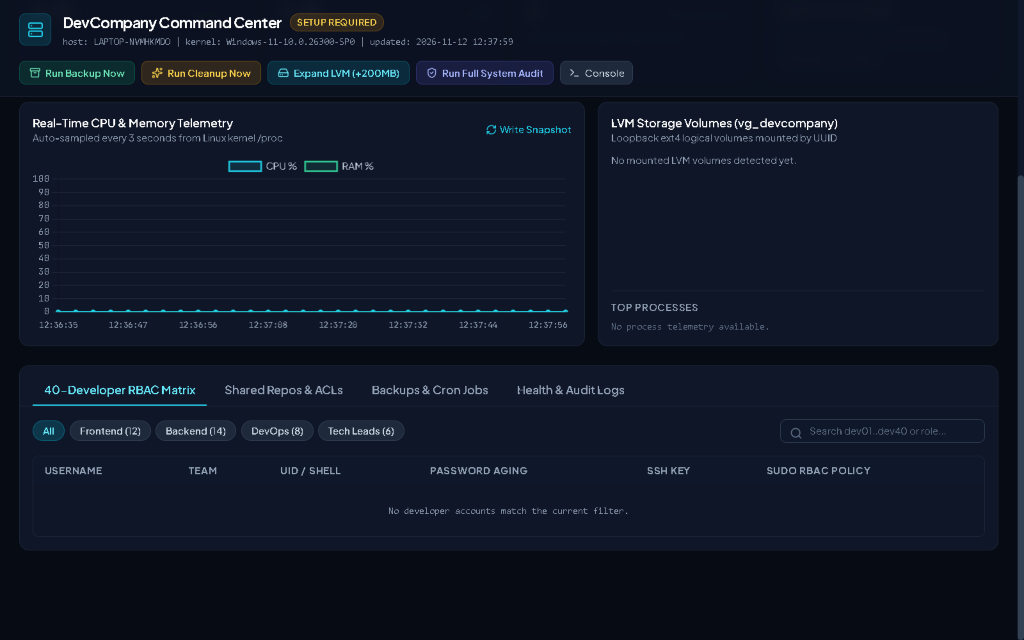 DevCompany Command Center SETUP REQUIRED
host: LAPTOP-NVMHKMDO | kernel: Windows-11-10.0.26300-SP0 | updated: 2026-11-12 12:37:59
Run Backup Now Run Cleanup Now Expand LVM (+200MB) Run Full System Audit Console
Real-Time CPU & Memory Telemetry
Auto-sampled every 3 seconds from Linux kernel /proc
Write Snapshot
CPU % RAM %
100
90
80
70
60
50
40
30
20
10
0
12:36:35 12:36:47 12:36:56 12:37:08 12:37:20 12:37:32 12:37:44 12:37:56
LVM Storage Volumes (vg_devcompany)
Loopback ext4 logical volumes mounted by UUID
No mounted LVM volumes detected yet.
TOP PROCESSES
No process telemetry available.
40-Developer RBAC Matrix Shared Repos & ACLs Backups & Cron Jobs Health & Audit Logs
All Frontend (12) Backend (14) DevOps (8) Tech Leads (6) Search dev01..dev40 or role...
USERNAME TEAM UID / SHELL PASSWORD AGING SSH KEY SUDO RBAC POLICY
No developer accounts match the current filter.